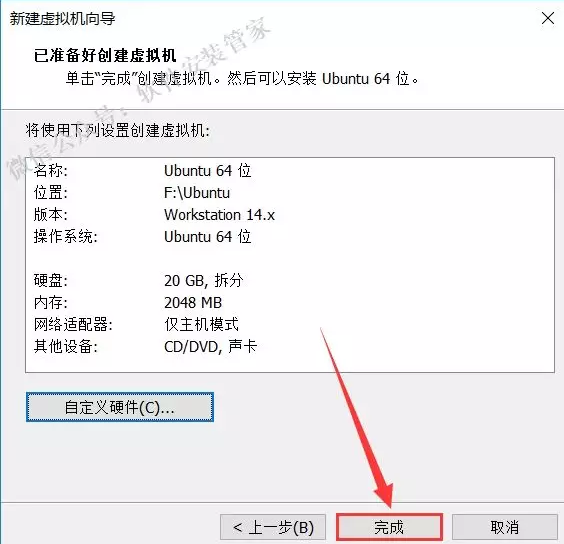 新建虚拟机向导
已准备好创建虚拟机
单击“完成”创建虚拟机。然后可以安装 Ubuntu 64 位。
微信公众号：软件安装管家
将使用下列设置创建虚拟机:
名称: Ubuntu 64 位
位置: F:\Ubuntu
版本: Workstation 14.x
操作系统: Ubuntu 64 位
硬盘: 20 GB, 拆分
内存: 2048 MB
网络适配器: 仅主机模式
其他设备: CD/DVD, 声卡
自定义硬件(C)...
< 上一步(B) 完成 取消